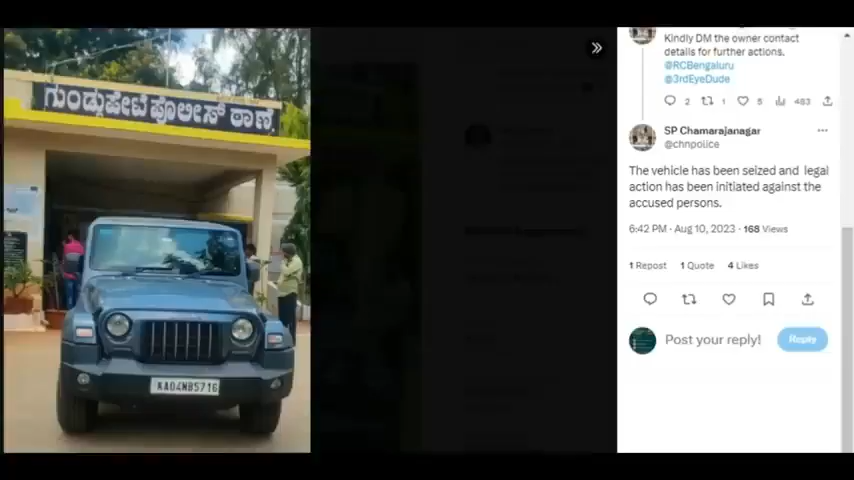 ಗುಂಡ್ಲುಪೇಟೆ ಪೊಲೀಸ್ ಠಾಣೆ
KA04MB5716
Kindly DM the owner contact
details for further actions.
@RCBengaluru
@3rdEyeDude
2 1 5 483
SP Chamarajanagar
@chnpolice
The vehicle has been seized and legal
action has been initiated against the
accused persons.
6:42 PM · Aug 10, 2023 · 168 Views
1 Repost 1 Quote 4 Likes
Post your reply!
Reply